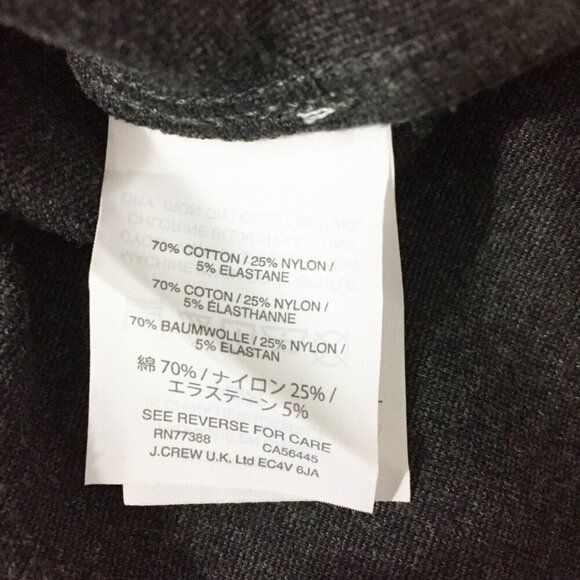 70% COTTON / 25% NYLON /
5% ELASTANE
70% COTON / 25% NYLON /
5% ÉLASTHANNE
70% BAUMWOLLE / 25% NYLON /
5% ELASTAN
綿 70% / ナイロン 25% /
エラステーン 5%
SEE REVERSE FOR CARE
RN77388 CA56445
J.CREW U.K. Ltd EC4V 6JA